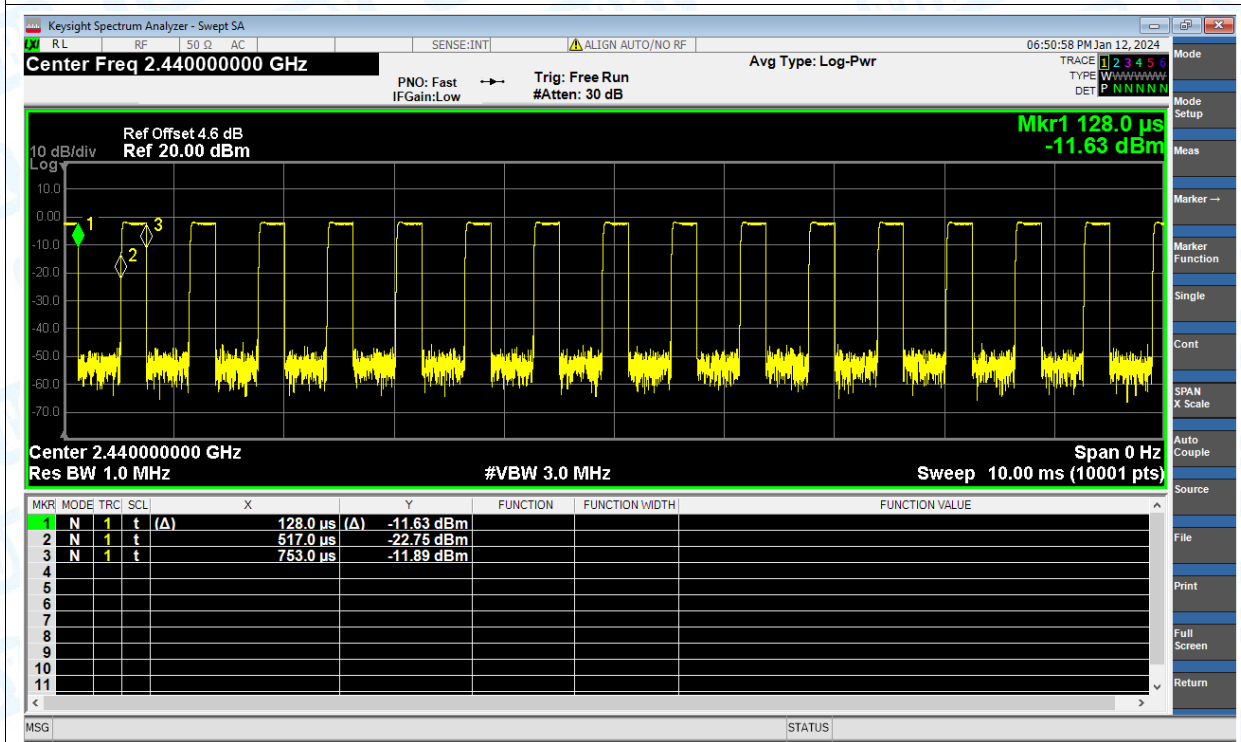 Keysight Spectrum Analyzer - Swept SA
LXI RL RF 50 Ω AC SENSE:INT ALIGN AUTO/NO RF 06:50:58 PM Jan 12, 2024
Center Freq 2.440000000 GHz
PNO: Fast
IFGain:Low
Trig: Free Run
#Atten: 30 dB
Avg Type: Log-Pwr
TRACE 1 2 3 4 5 6
TYPE WWWWWW
DET P N N N N N
Ref Offset 4.6 dB
10 dB/div Ref 20.00 dBm
Log
Mkr1 128.0 µs
-11.63 dBm
10.0
0.00
-10.0
-20.0
-30.0
-40.0
-50.0
-60.0
-70.0
1
2
3
Center 2.440000000 GHz Span 0 Hz
Res BW 1.0 MHz #VBW 3.0 MHz Sweep 10.00 ms (10001 pts)
MKR MODE TRC SCL X Y FUNCTION FUNCTION WIDTH FUNCTION VALUE
1 N 1 t (Δ) 128.0 µs (Δ) -11.63 dBm
2 N 1 t 517.0 µs -22.75 dBm
3 N 1 t 753.0 µs -11.89 dBm
4
5
6
7
8
9
10
11
MSG STATUS
Mode
Mode
Setup
Meas
Marker →
Marker
Function
Single
Cont
SPAN
X Scale
Auto
Couple
Source
File
Print
Full
Screen
Return